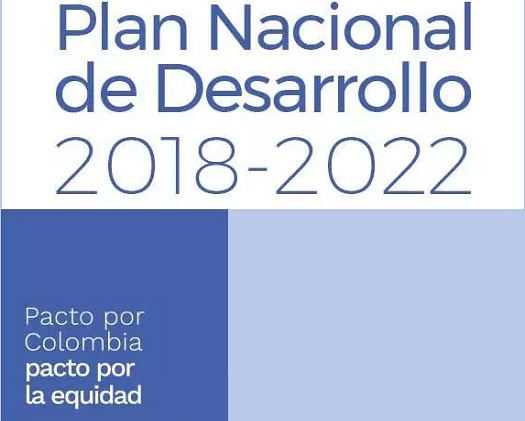 Plan Nacional
de Desarrollo
2018-2022
Pacto por
Colombia
pacto por
la equidad